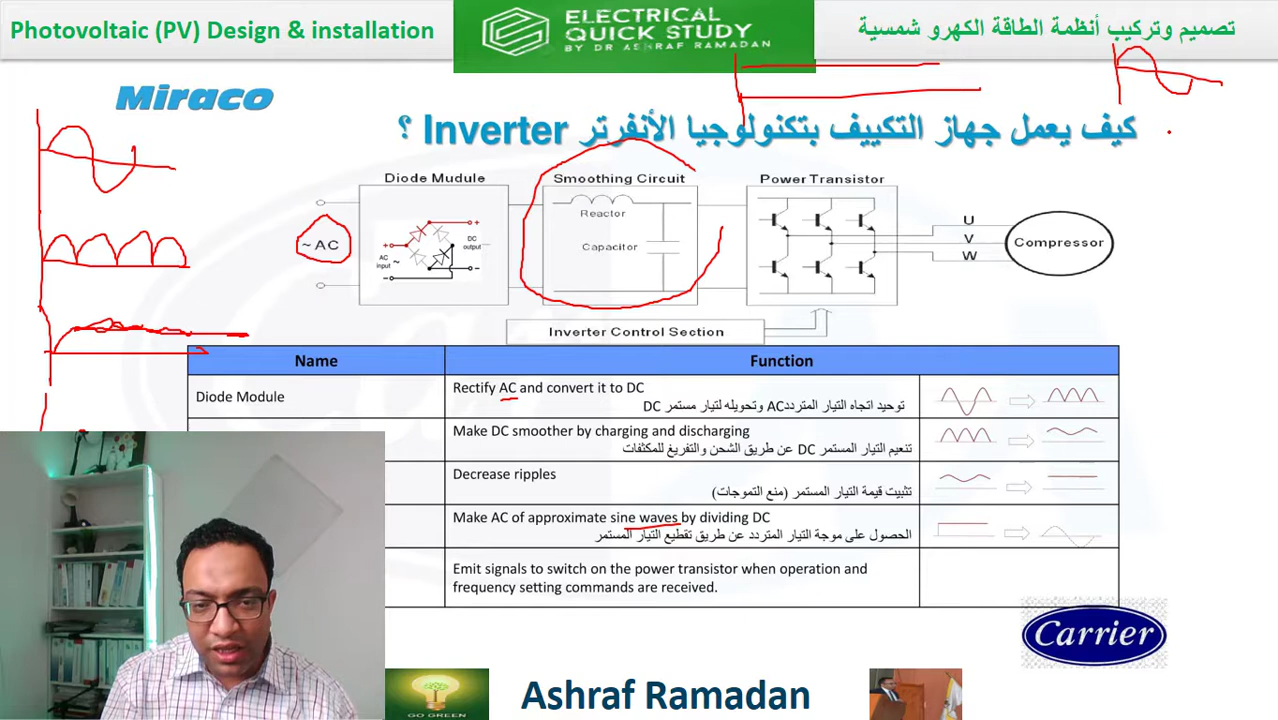 Photovoltaic (PV) Design & installation
ELECTRICAL
QUICK STUDY
BY DR ASHRAF RAMADAN
تصميم وتركيب أنظمة الطاقة الكهرو شمسية
Miraco
كيف يعمل جهاز التكييف بتكنولوجيا الأنفرتر Inverter ؟
Diode Mudule
Smoothing Circuit
Power Transistor
~ AC
+
+
AC
input
~
DC
output
-
-
Reactor
Capacitor
U
V
W
Compressor
Inverter Control Section
Name
Function
Diode Module
Rectify AC and convert it to DC
توحيد اتجاه التيار المترددAC وتحويله لتيار مستمر DC
Make DC smoother by charging and discharging
تنعيم التيار المستمر DC عن طريق الشحن والتفريغ للمكثفات
Decrease ripples
تثبيت قيمة التيار المستمر (منع التموجات)
Make AC of approximate sine waves by dividing DC
الحصول على موجة التيار المتردد عن طريق تقطيع التيار المستمر
Emit signals to switch on the power transistor when operation and
frequency setting commands are received.
Carrier
GO GREEN
Ashraf Ramadan